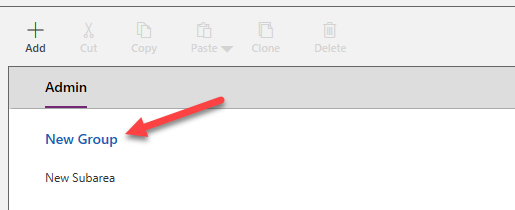 Add Cut Copy Paste Clone Delete
Admin
New Group
New Subarea